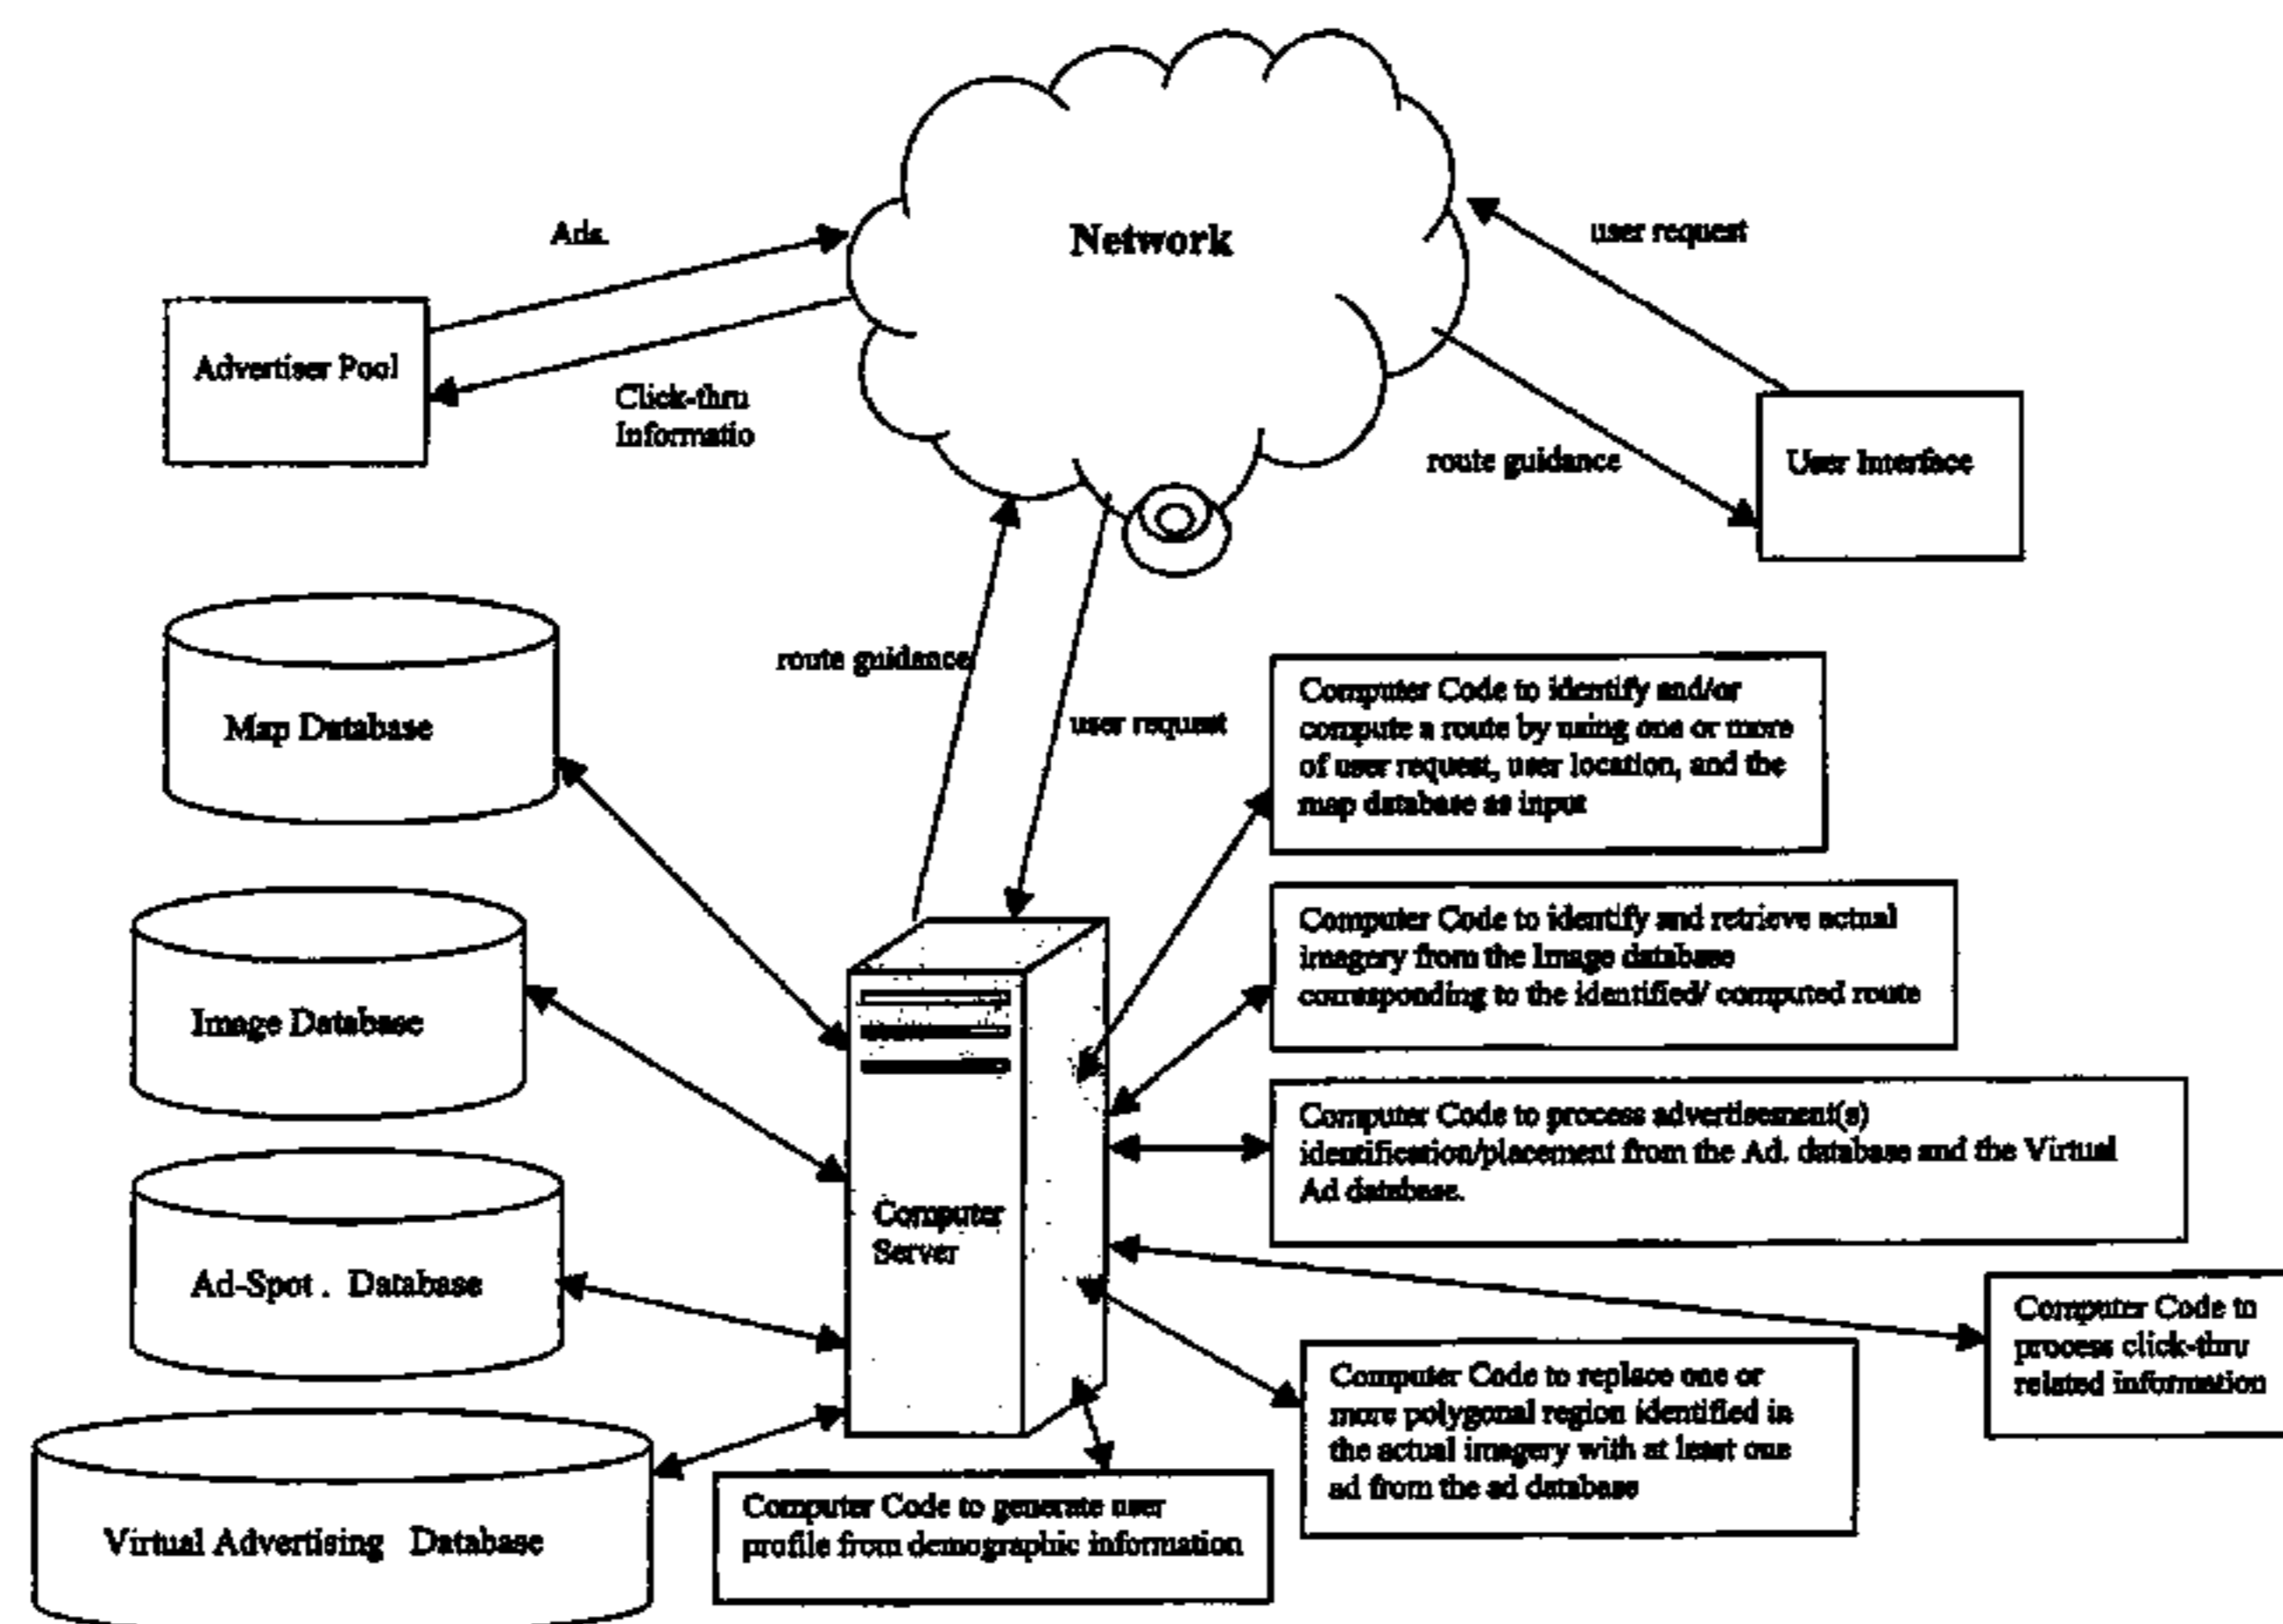 Network
Ads.
user request
Advertiser Pool
Click-thru
Informatio
route guidance
User Interface
route guidance
user request
Map Database
Computer Code to identify and/or
compute a route by using one or more
of user request, user location, and the
map database as input
Image Database
Computer Code to identify and retrieve actual
imagery from the Image database
corresponding to the identified/ computed route
Computer Code to process advertisement(s)
identification/placement from the Ad. database and the Virtual
Ad database.
Computer
Server
Ad-Spot . Database
Computer Code to
process click-thru
related information
Computer Code to replace one or
more polygonal region identified in
the actual imagery with at least one
ad from the ad database
Virtual Advertising Database
Computer Code to generate user
profile from demographic information